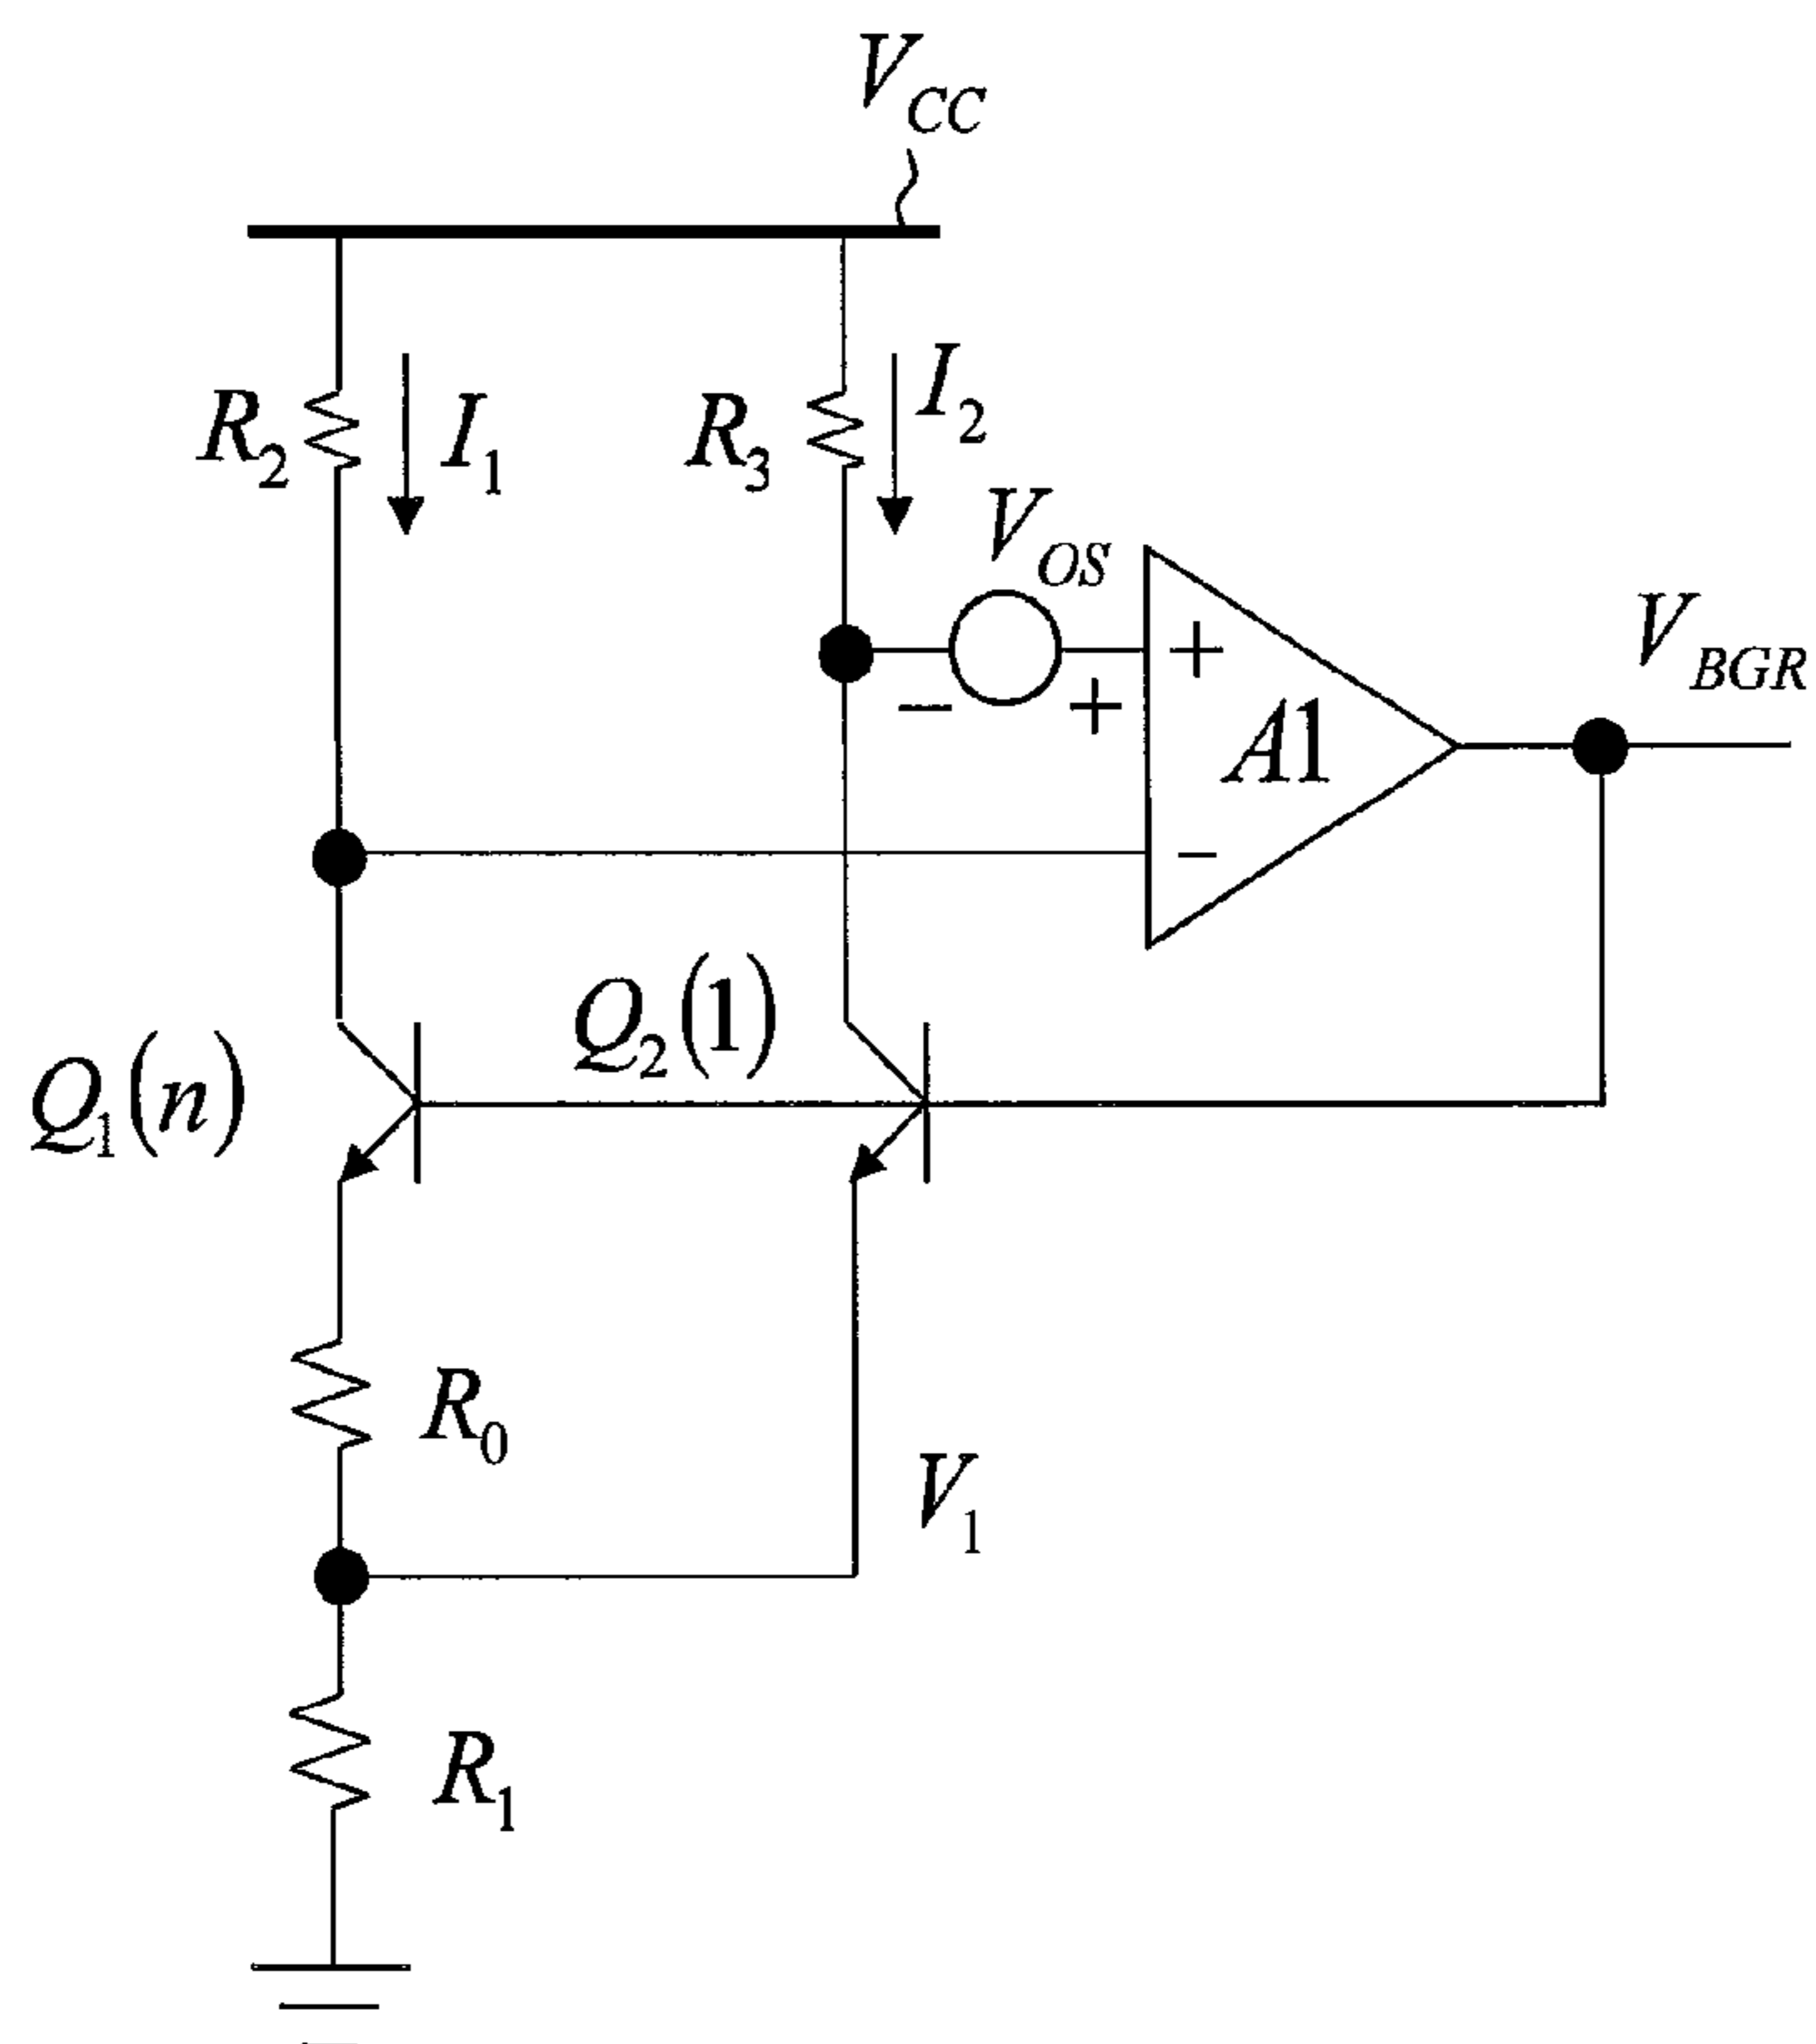 V_CC
R_2
I_1
R_3
I_2
V_OS
+
A1
V_BGR
−
+
−
Q_2(1)
Q_1(n)
R_0
V_1
R_1